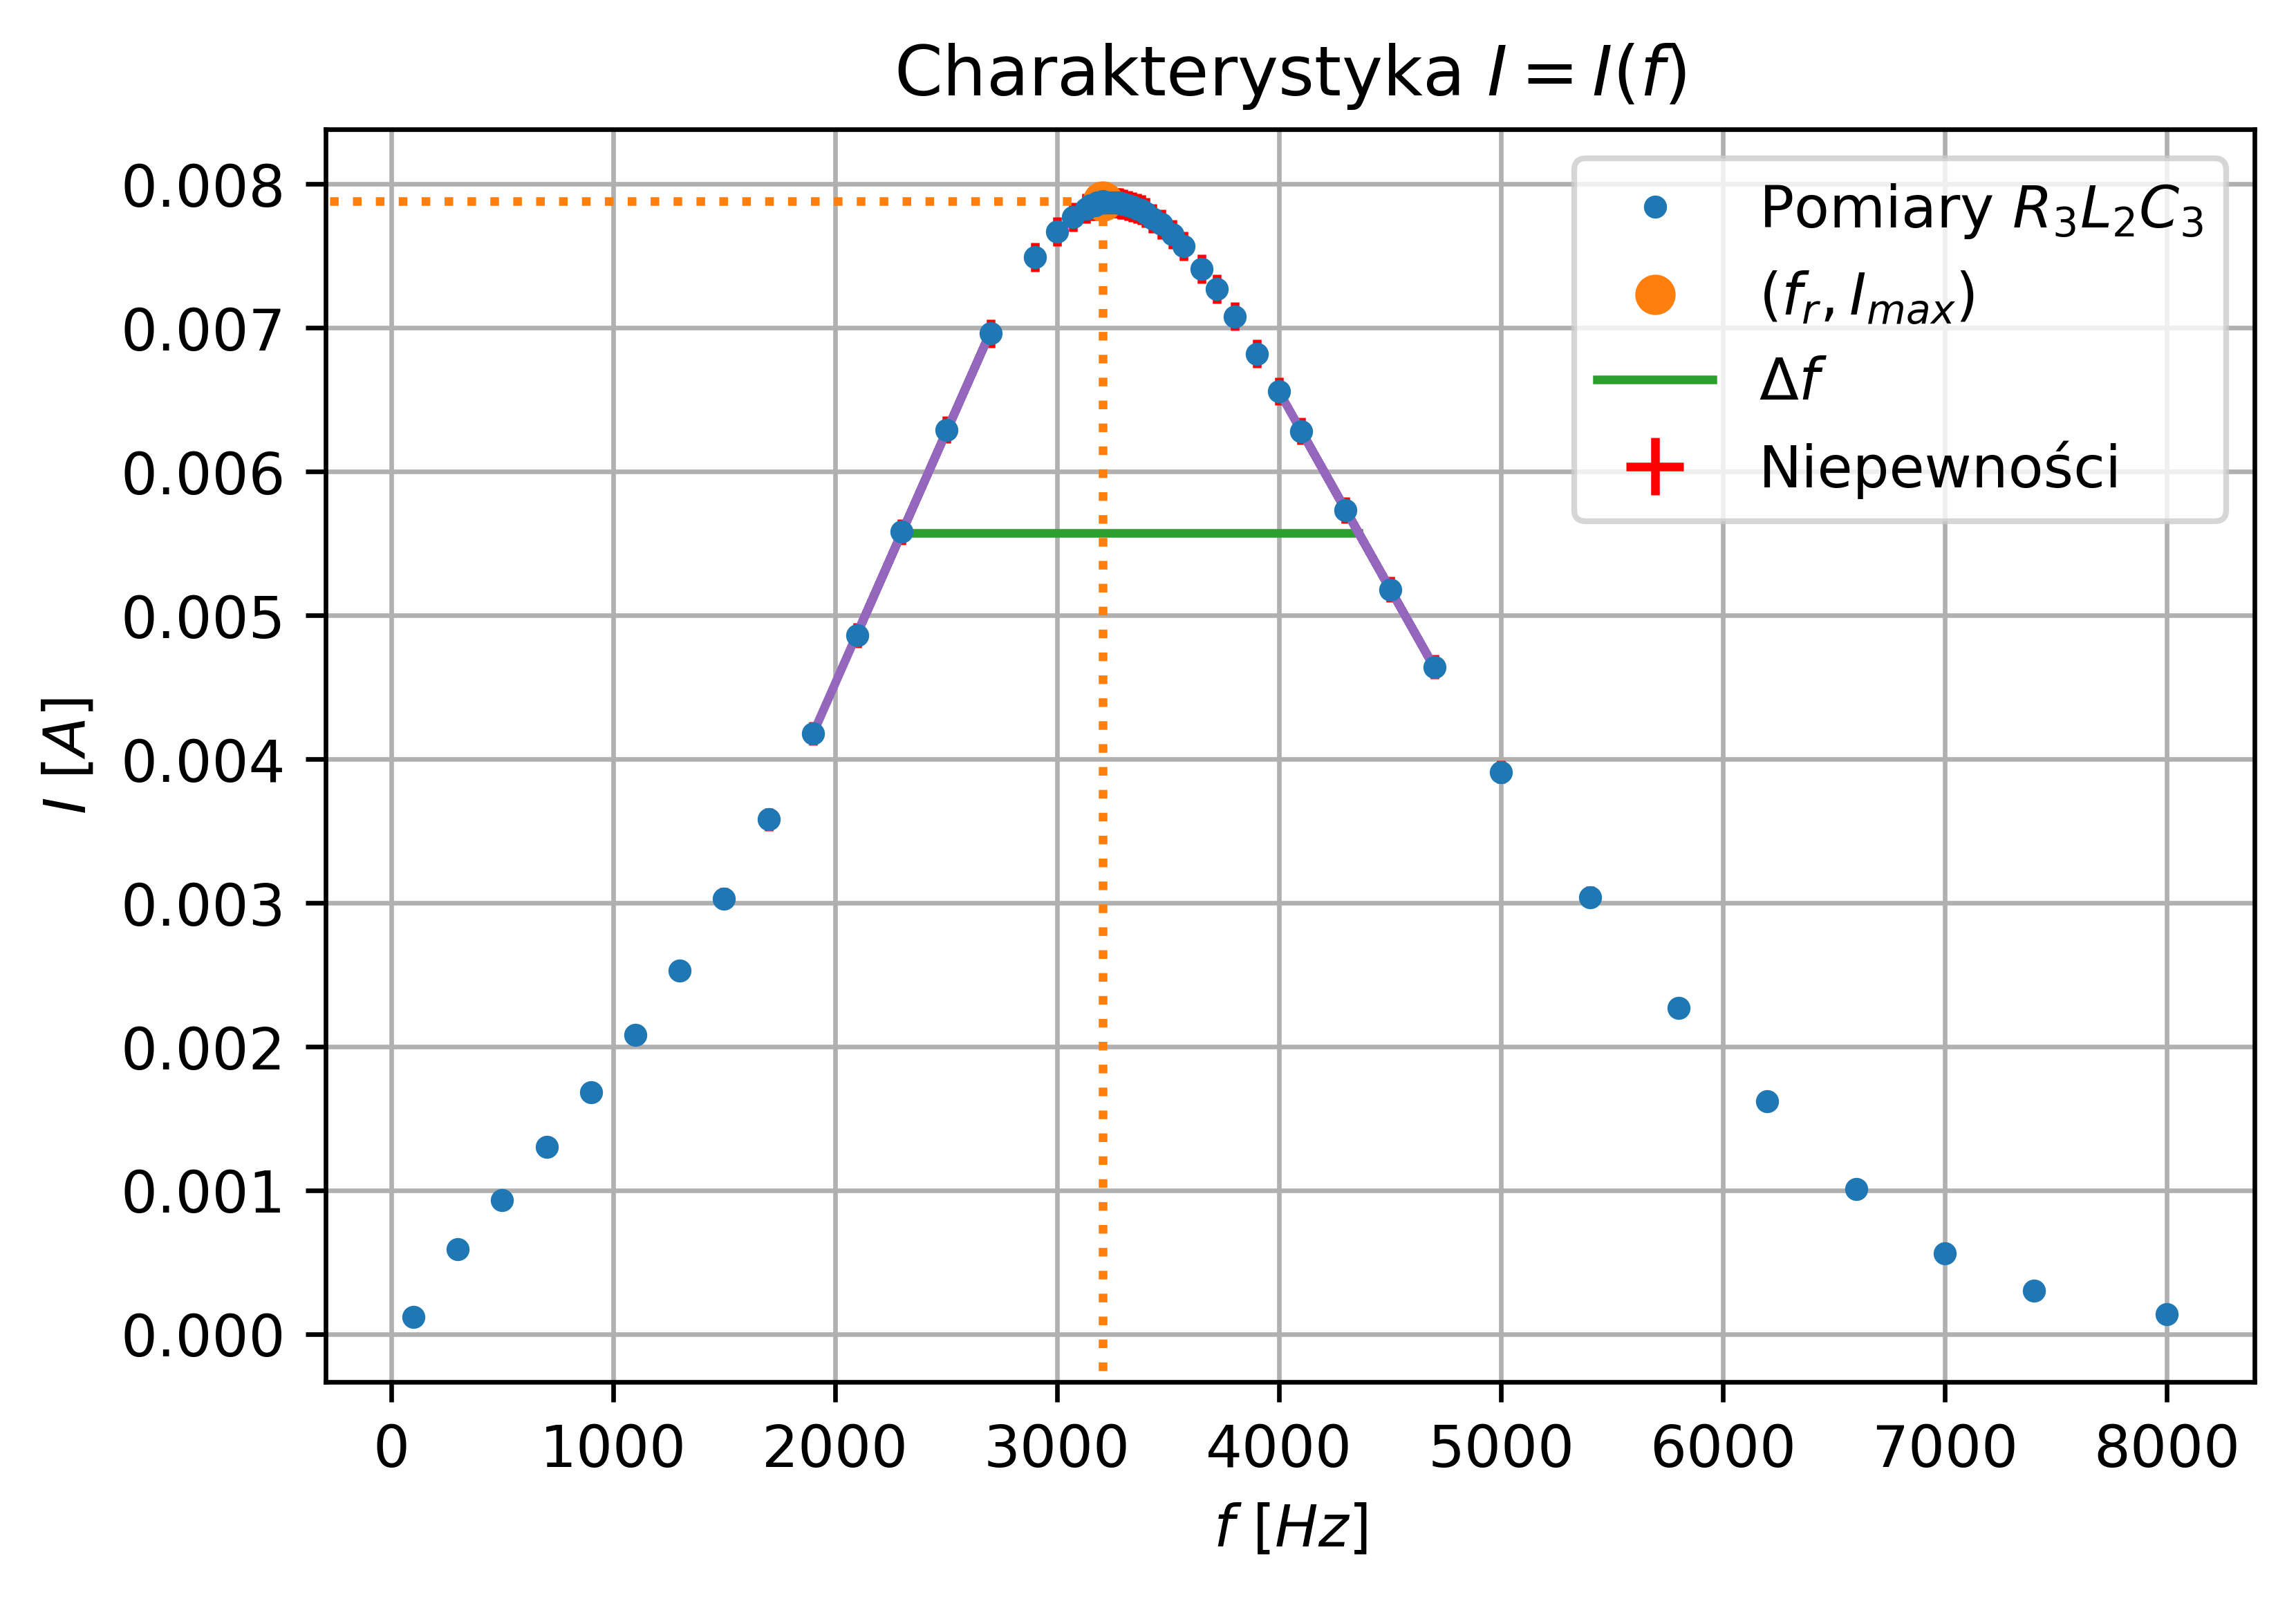 Charakterystyka I = I(f)
Pomiary R₃L₂C₃
(fᵣ, Iₘₐₓ)
Δf
Niepewności
I [A]
0.008
0.007
0.006
0.005
0.004
0.003
0.002
0.001
0.000
0 1000 2000 3000 4000 5000 6000 7000 8000
f [Hz]